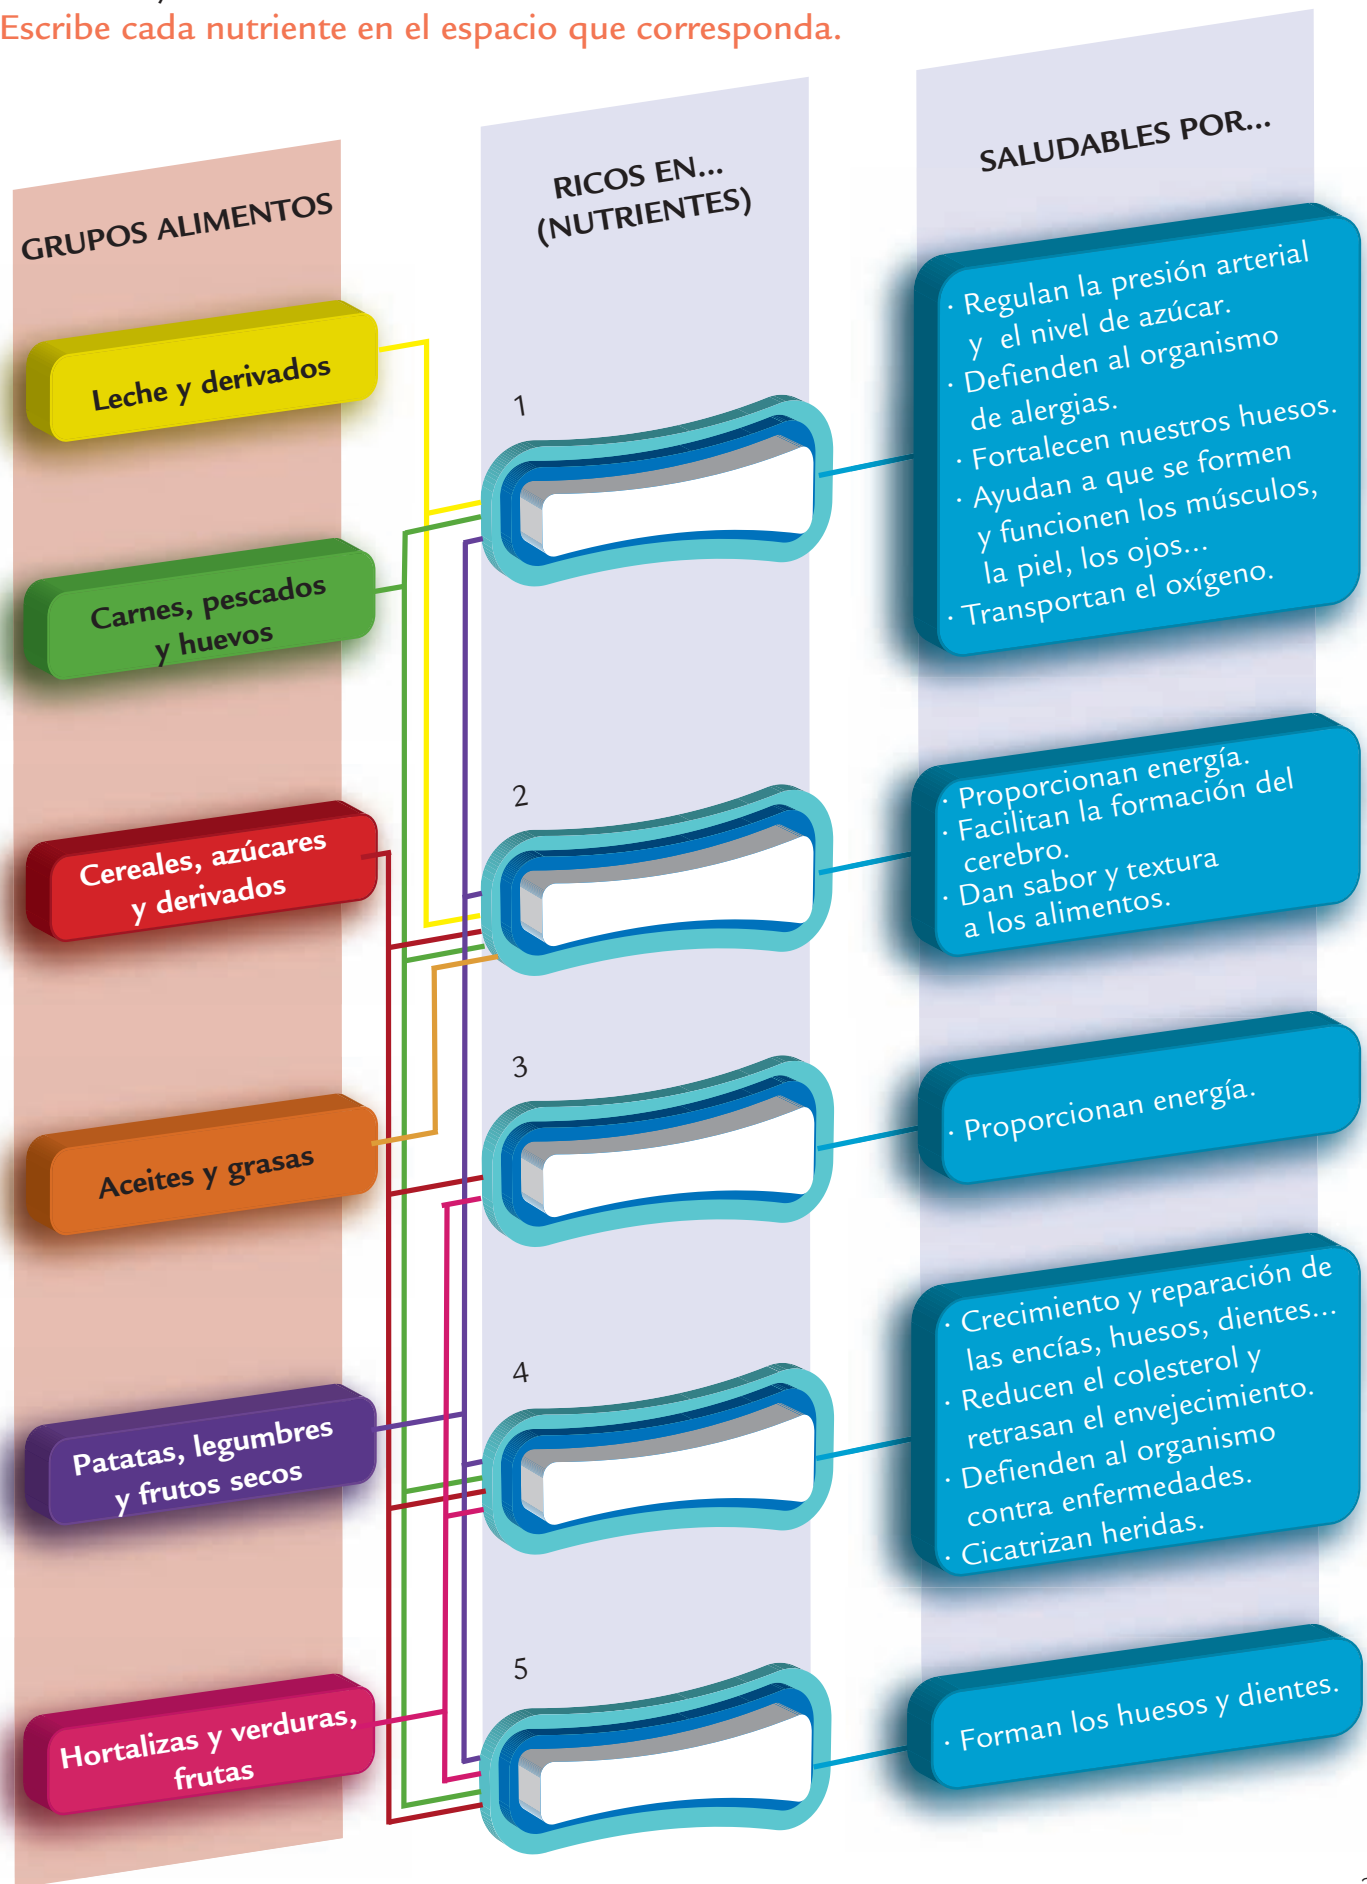 Escribe cada nutriente en el espacio que corresponda.
GRUPOS ALIMENTOS
RICOS EN...
(NUTRIENTES)
SALUDABLES POR...
Leche y derivados
Carnes, pescados
y huevos
Cereales, azúcares
y derivados
Aceites y grasas
Patatas, legumbres
y frutos secos
Hortalizas y verduras,
frutas
1
2
3
4
5
· Regulan la presión arterial
y el nivel de azúcar.
· Defienden al organismo
de alergias.
· Fortalecen nuestros huesos.
· Ayudan a que se formen
y funcionen los músculos,
la piel, los ojos...
· Transportan el oxígeno.
· Proporcionan energía.
· Facilitan la formación del
cerebro.
· Dan sabor y textura
a los alimentos.
· Proporcionan energía.
· Crecimiento y reparación de
las encías, huesos, dientes...
· Reducen el colesterol y
retrasan el envejecimiento.
· Defienden al organismo
contra enfermedades.
· Cicatrizan heridas.
· Forman los huesos y dientes.